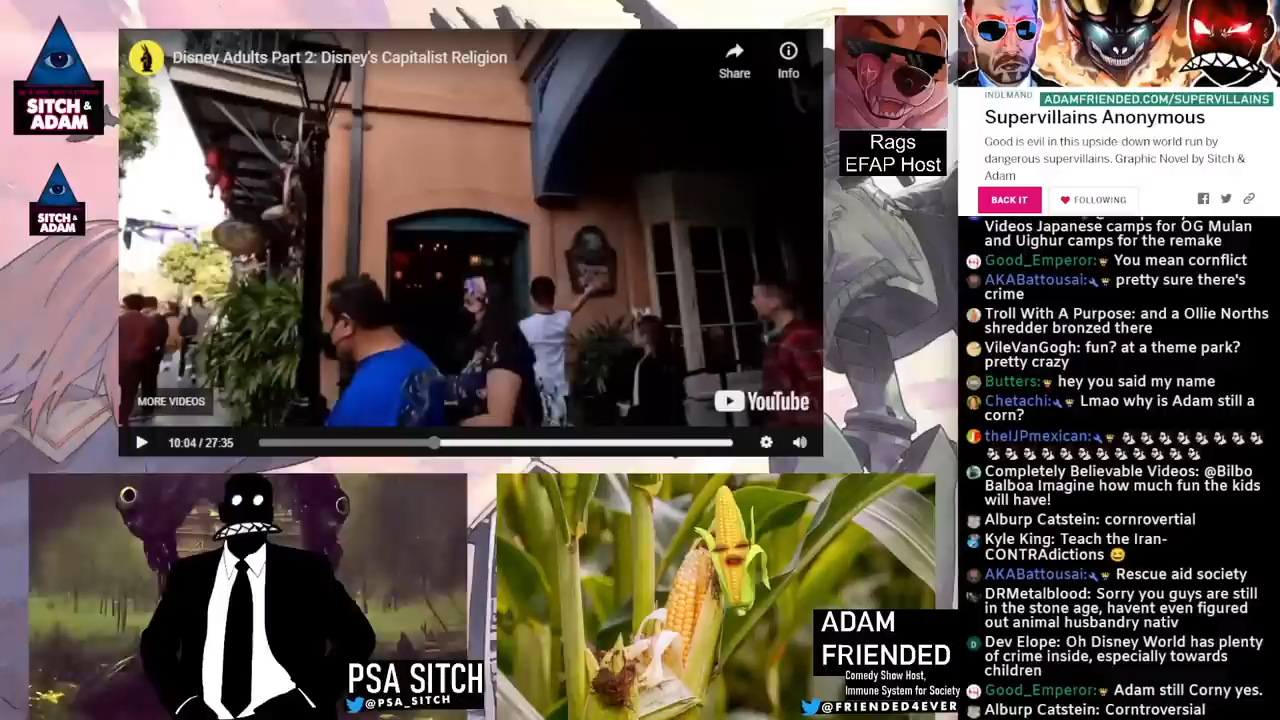 SITCH &
ADAM
SITCH &
ADAM
Disney Adults Part 2: Disney's Capitalist Religion
Share
Info
MORE VIDEOS
YouTube
10:04 / 27:35
Rags
EFAP Host
PSA SITCH
@PSA_SITCH
ADAM
FRIENDED
Comedy Show Host,
Immune System for Society
@FRIENDED4EVER
INDEMAND
ADAMFRIENDED.COM/SUPERVILLAINS
Supervillains Anonymous
Good is evil in this upside-down world run by
dangerous supervillains. Graphic Novel by Sitch &
Adam
BACK IT
FOLLOWING
Videos Japanese camps for OG Mulan
and Uighur camps for the remake
Good_Emperor: You mean cornflict
AKABattousai: pretty sure there's
crime
Troll With A Purpose: and a Ollie Norths
shredder bronzed there
VileVanGogh: fun? at a theme park?
pretty crazy
Butters: hey you said my name
Chetachi: Lmao why is Adam still a
corn?
theIJPmexican:
Completely Believable Videos: @Bilbo
Balboa Imagine how much fun the kids
will have!
Alburp Catstein: cornrovertial
Kyle King: Teach the Iran-
CONTRAdictions
AKABattousai: Rescue aid society
DRMetalblood: Sorry you guys are still
in the stone age, havent even figured
out animal husbandry nativ
Dev Elope: Oh Disney World has plenty
of crime inside, especially towards
children
Good_Emperor: Adam still Corny yes.
Alburp Catstein: Corntroversial